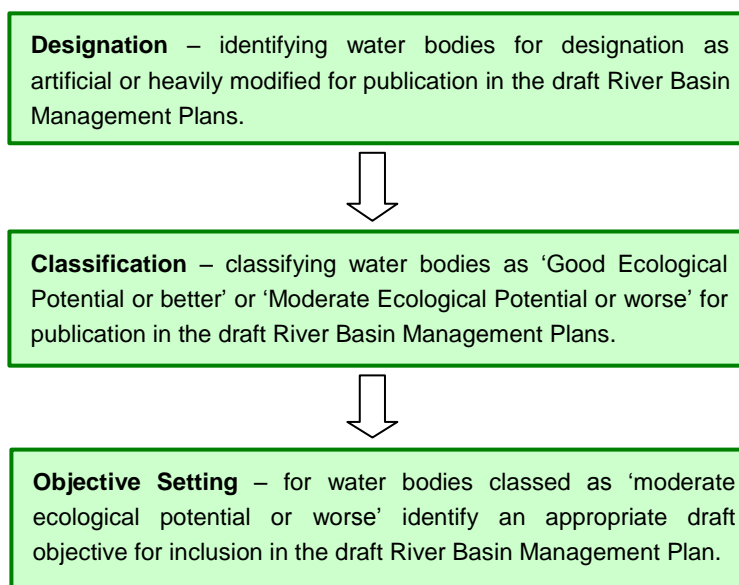 Designation – identifying water bodies for designation as
artificial or heavily modified for publication in the draft River Basin
Management Plans.
Classification – classifying water bodies as ‘Good Ecological
Potential or better’ or ‘Moderate Ecological Potential or worse’ for
publication in the draft River Basin Management Plans.
Objective Setting – for water bodies classed as ‘moderate
ecological potential or worse’ identify an appropriate draft
objective for inclusion in the draft River Basin Management Plan.